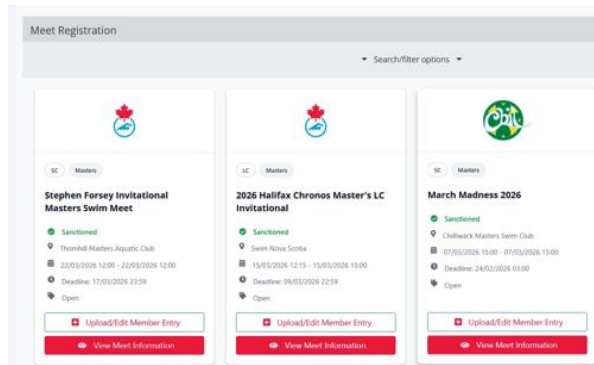 Meet Registration
Search/filter options
SC Masters
Stephen Forsey Invitational
Masters Swim Meet
Sanctioned
Thornhill Masters Aquatic Club
22/03/2026 12:00 - 22/03/2026 12:00
Deadline: 17/03/2026 23:59
Open
Upload/Edit Member Entry
View Meet Information
LC Masters
2026 Halifax Chronos Master's LC
Invitational
Sanctioned
Swim Nova Scotia
15/03/2026 12:15 - 15/03/2026 15:00
Deadline: 09/03/2026 22:59
Open
Upload/Edit Member Entry
View Meet Information
SC Masters
March Madness 2026
Sanctioned
Chilliwack Masters Swim Club
07/03/2026 15:00 - 07/03/2026 15:00
Deadline: 24/02/2026 03:00
Open
Upload/Edit Member Entry
View Meet Information